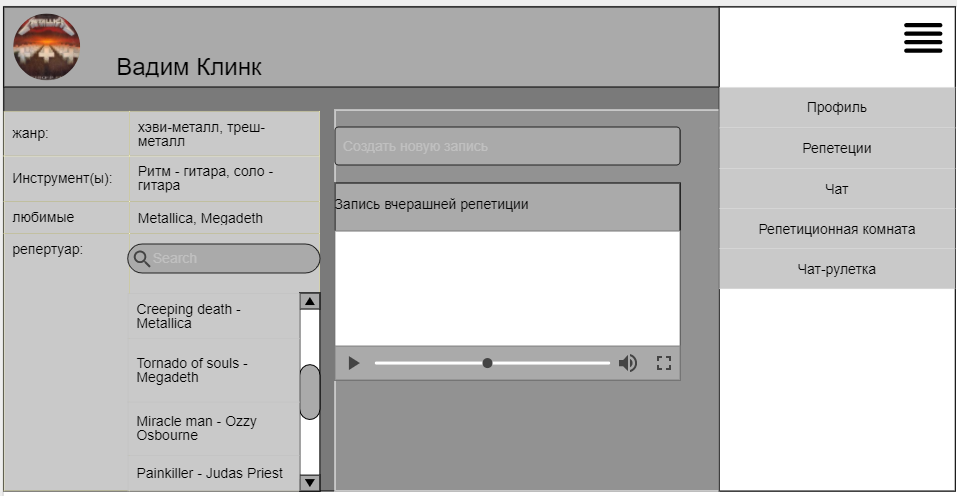 METALLICA
Вадим Клинк
Профиль
Репетеции
Чат
Репетиционная комната
Чат-рулетка
жанр:
хэви-металл, треш-
металл
Инструмент(ы):
Ритм - гитара, соло -
гитара
любимые
Metallica, Megadeth
репертуар:
Search
Creeping death -
Metallica
Tornado of souls -
Megadeth
Miracle man - Ozzy
Osbourne
Painkiller - Judas Priest
Создать новую запись
Запись вчерашней репетиции